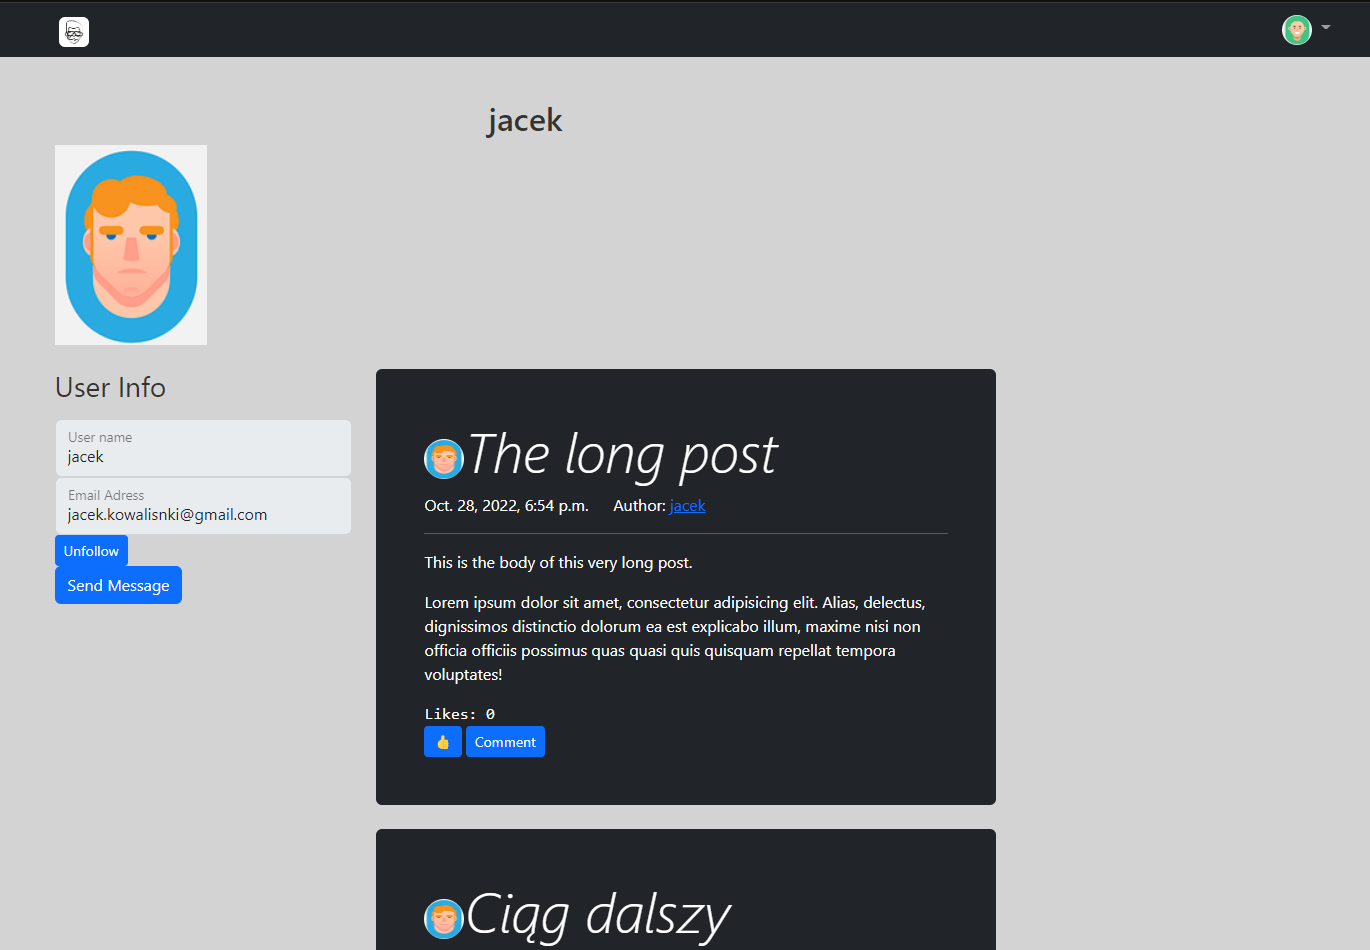 jacek
User Info
User name
jacek
Email Adress
jacek.kowalisnki@gmail.com
Unfollow
Send Message
The long post
Oct. 28, 2022, 6:54 p.m. Author: jacek
This is the body of this very long post.
Lorem ipsum dolor sit amet, consectetur adipisicing elit. Alias, delectus,
dignissimos distinctio dolorum ea est explicabo illum, maxime nisi non
officia officiis possimus quas quasi quis quisquam repellat tempora
voluptates!
Likes: 0
👍 Comment
Ciąg dalszy